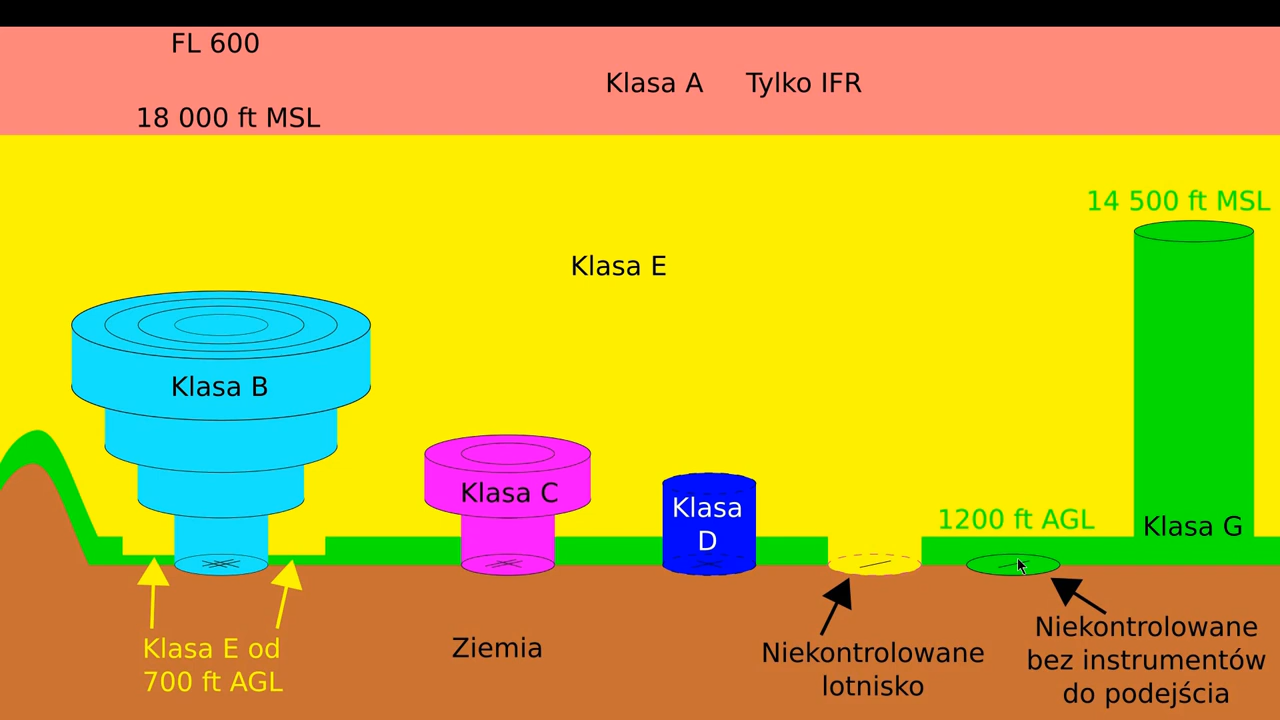 FL 600
Klasa A Tylko IFR
18 000 ft MSL
14 500 ft MSL
Klasa E
Klasa B
Klasa C
Klasa
D
1200 ft AGL
Klasa G
Klasa E od
700 ft AGL
Ziemia
Niekontrolowane
lotnisko
Niekontrolowane
bez instrumentów
do podejścia